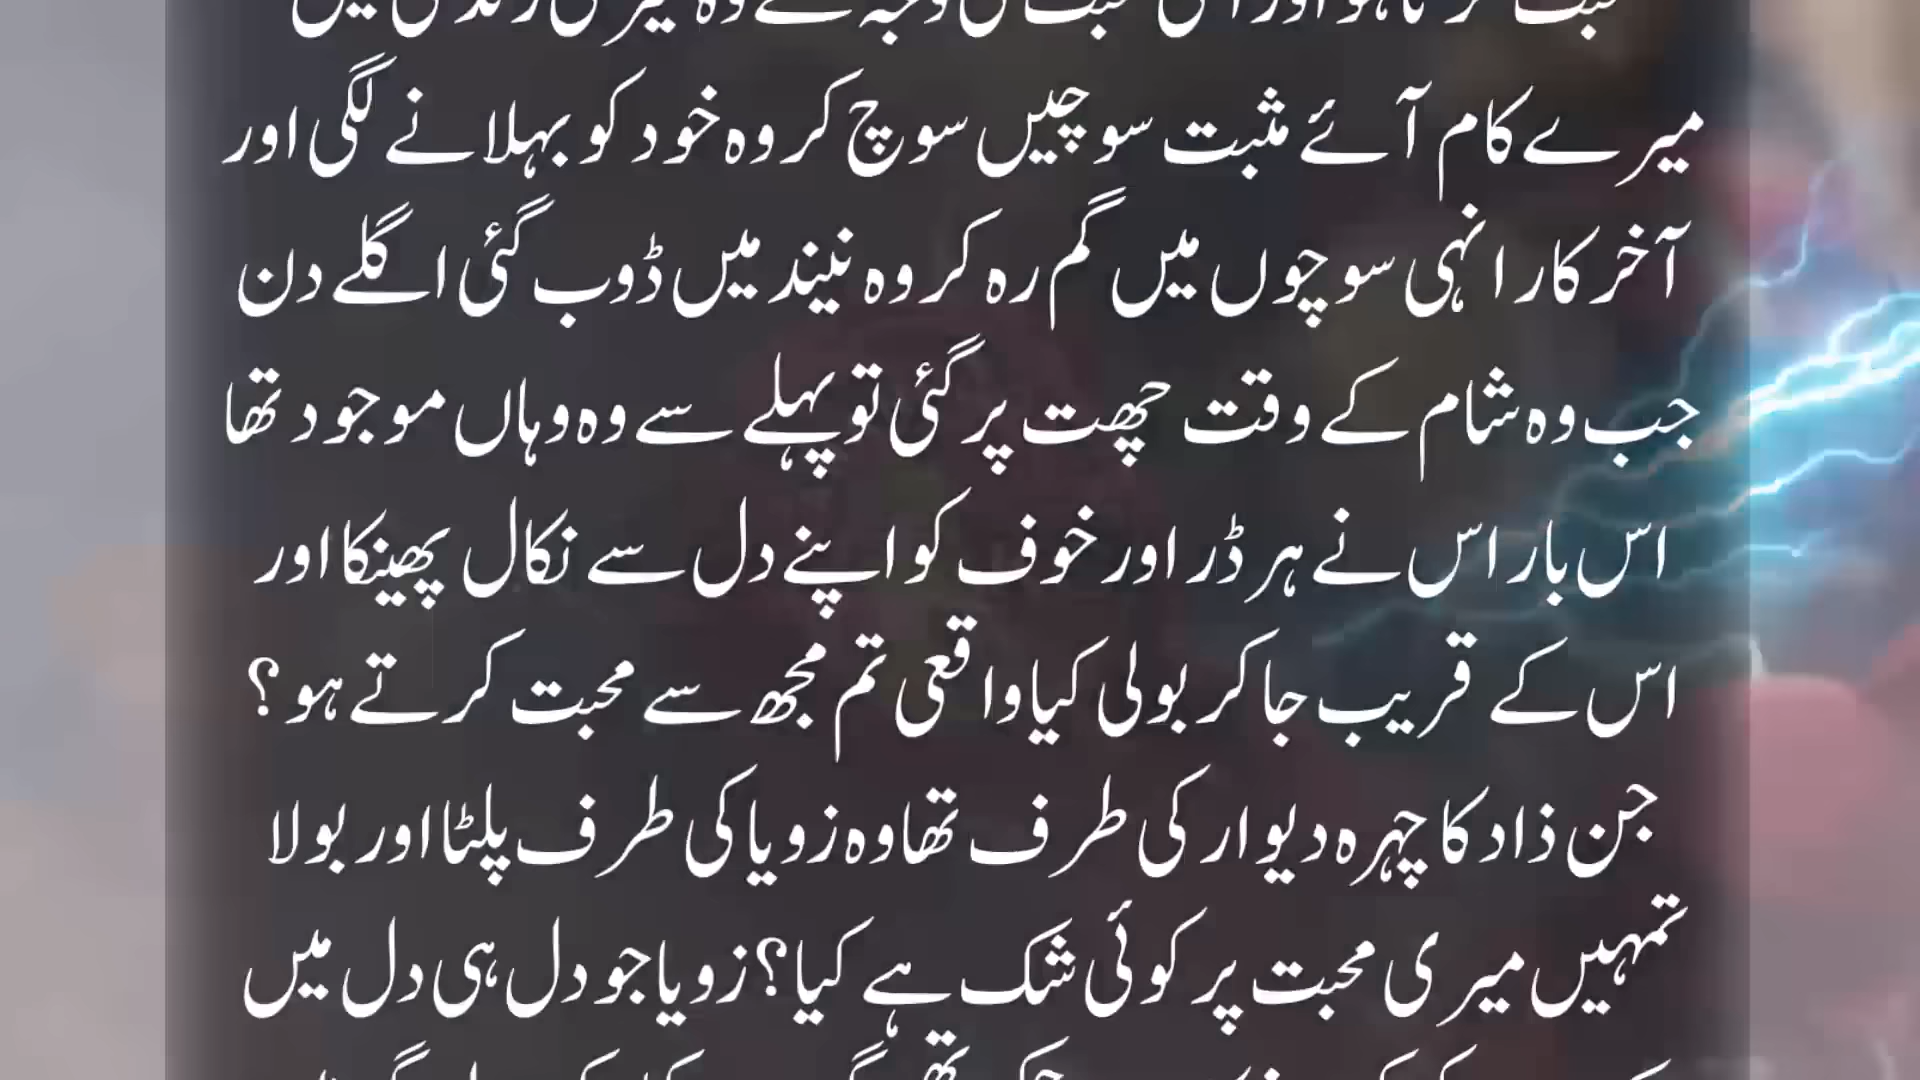 میرے کام آئے مثبت سوچیں سوچ کر وہ خود کو بہلانے لگی اور
آخر کار انہی سوچوں میں گم رہ کر وہ نیند میں ڈوب گئی اگلے دن
جب وہ شام کے وقت چھت پر گئی تو پہلے سے وہ وہاں موجود تھا
اس بار اس نے ہر ڈر اور خوف کو اپنے دل سے نکال پھینکا اور
اس کے قریب جا کر بولی کیا واقعی تم مجھ سے محبت کرتے ہو؟
جن ذاد کا چہرہ دیوار کی طرف تھا وہ زویا کی طرف پلٹا اور بولا
تمہیں میری محبت پر کوئی شک ہے کیا؟ زویا جو دل ہی دل میں